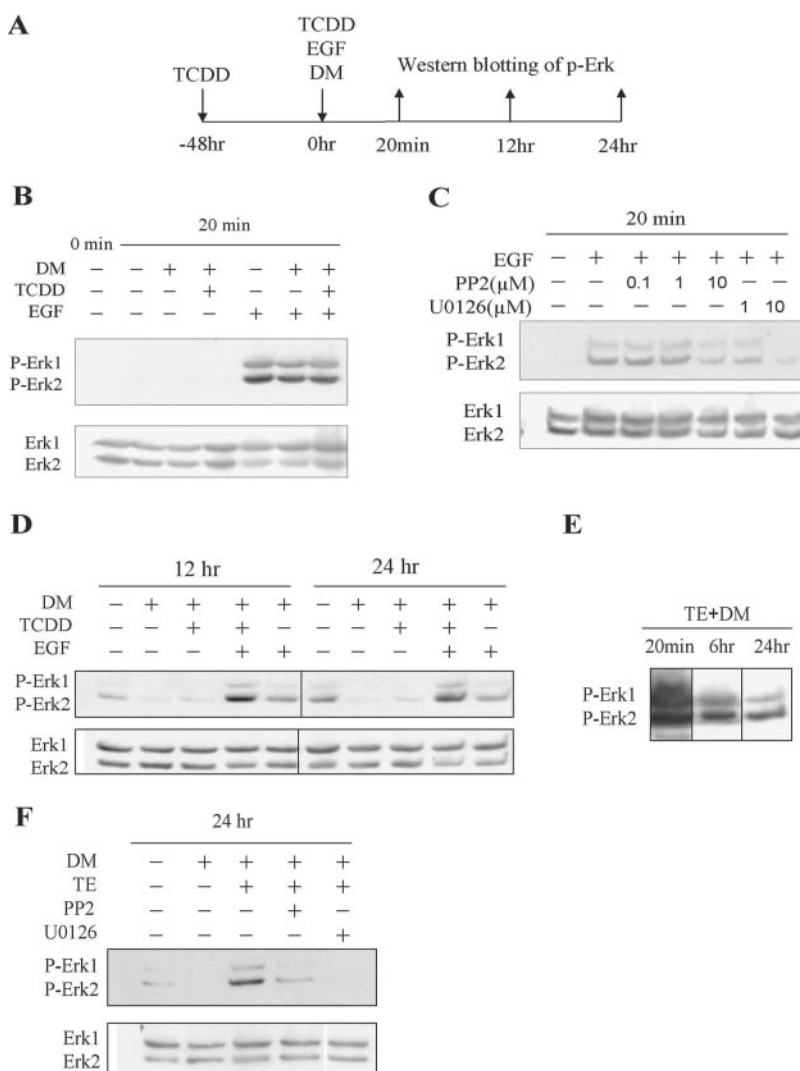 A
TCDD
EGF
DM
TCDD
Western blotting of p-Erk
-48hr 0hr 20min 12hr 24hr
B
20 min
0 min
DM − − + + − + +
TCDD − − − + − − +
EGF − − − − + + +
P-Erk1
P-Erk2
Erk1
Erk2
C
20 min
EGF − + + + + + +
PP2(μM) − − 0.1 1 10 − −
U0126(μM) − − − − − 1 10
P-Erk1
P-Erk2
Erk1
Erk2
D
12 hr 24 hr
DM − + + + + − + + + +
TCDD − − + + − − − + + −
EGF − − − + + − − − + +
P-Erk1
P-Erk2
Erk1
Erk2
E
TE+DM
20min 6hr 24hr
P-Erk1
P-Erk2
F
24 hr
DM − + + + +
TE − − + + +
PP2 − − − + −
U0126 − − − − +
P-Erk1
P-Erk2
Erk1
Erk2